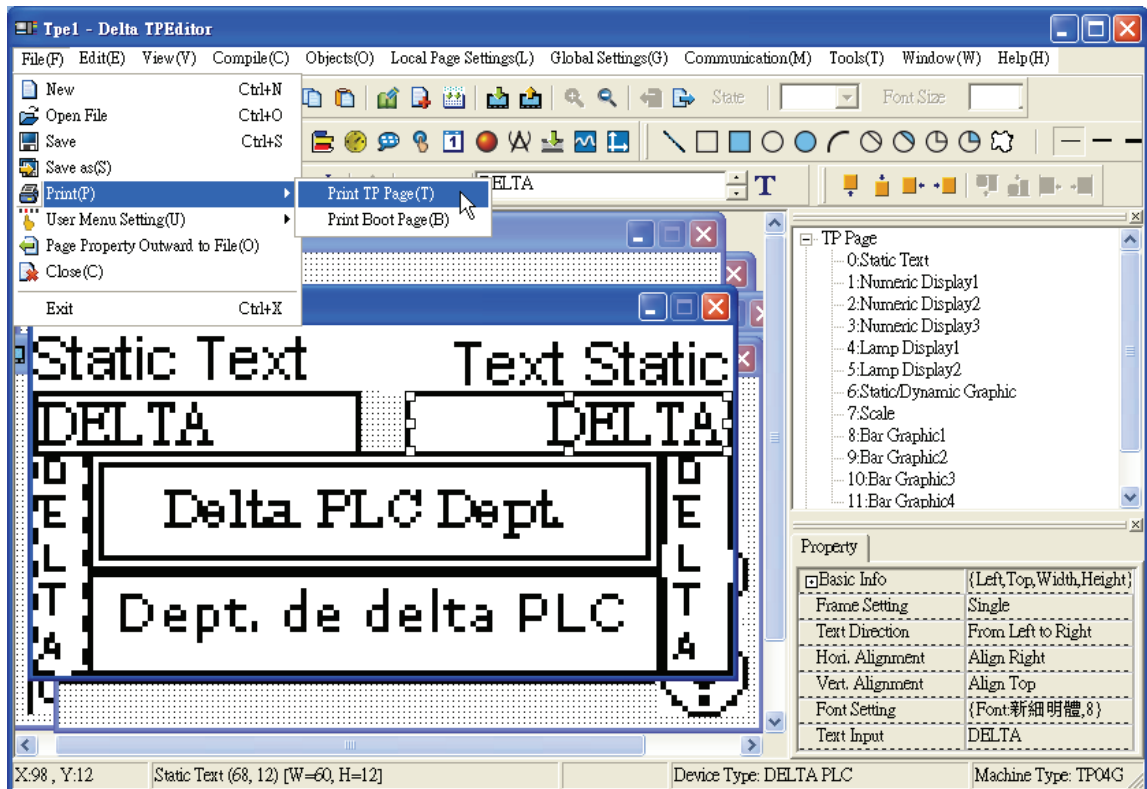 Tpe1 - Delta TPEditor
File(F) Edit(E) View(V) Compile(C) Objects(O) Local Page Settings(L) Global Settings(G) Communication(M) Tools(T) Window(W) Help(H)
New Ctrl+N
Open File Ctrl+O
Save Ctrl+S
Save as(S)
Print(P)
User Menu Setting(U)
Page Property Outward to File(O)
Close(C)
Exit Ctrl+X
Print TP Page(T)
Print Boot Page(B)
State Font Size
DELTA
Static Text Text Static
DELTA DELTA
DELTA
Delta PLC Dept.
Dept. de delta PLC
DELTA
TP Page
0:Static Text
1:Numeric Display1
2:Numeric Display2
3:Numeric Display3
4:Lamp Display1
5:Lamp Display2
6:Static/Dynamic Graphic
7:Scale
8:Bar Graphic1
9:Bar Graphic2
10:Bar Graphic3
11:Bar Graphic4
Property
Basic Info {Left,Top,Width,Height}
Frame Setting Single
Text Direction From Left to Right
Hori. Alignment Align Right
Vert. Alignment Align Top
Font Setting {Font:新細明體,8}
Text Input DELTA
X:98 , Y:12 Static Text (68, 12) [W=60, H=12] Device Type: DELTA PLC Machine Type: TP04G